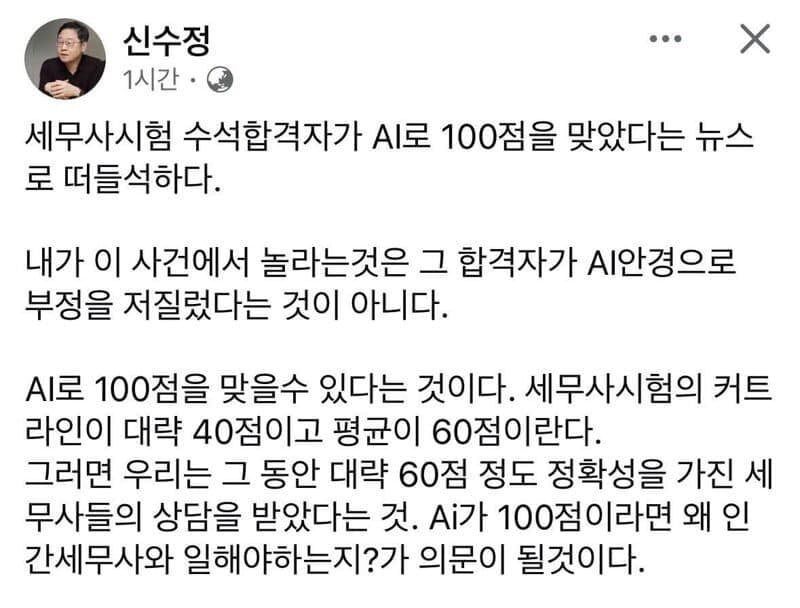 신수정
1시간 ·
세무사시험 수석합격자가 AI로 100점을 맞았다는 뉴스
로 떠들석하다.
내가 이 사건에서 놀라는것은 그 합격자가 AI안경으로
부정을 저질렀다는 것이 아니다.
AI로 100점을 맞을수 있다는 것이다. 세무사시험의 커트
라인이 대략 40점이고 평균이 60점이란다.
그러면 우리는 그 동안 대략 60점 정도 정확성을 가진 세
무사들의 상담을 받았다는 것. Ai가 100점이라면 왜 인
간세무사와 일해야하는지?가 의문이 될것이다.